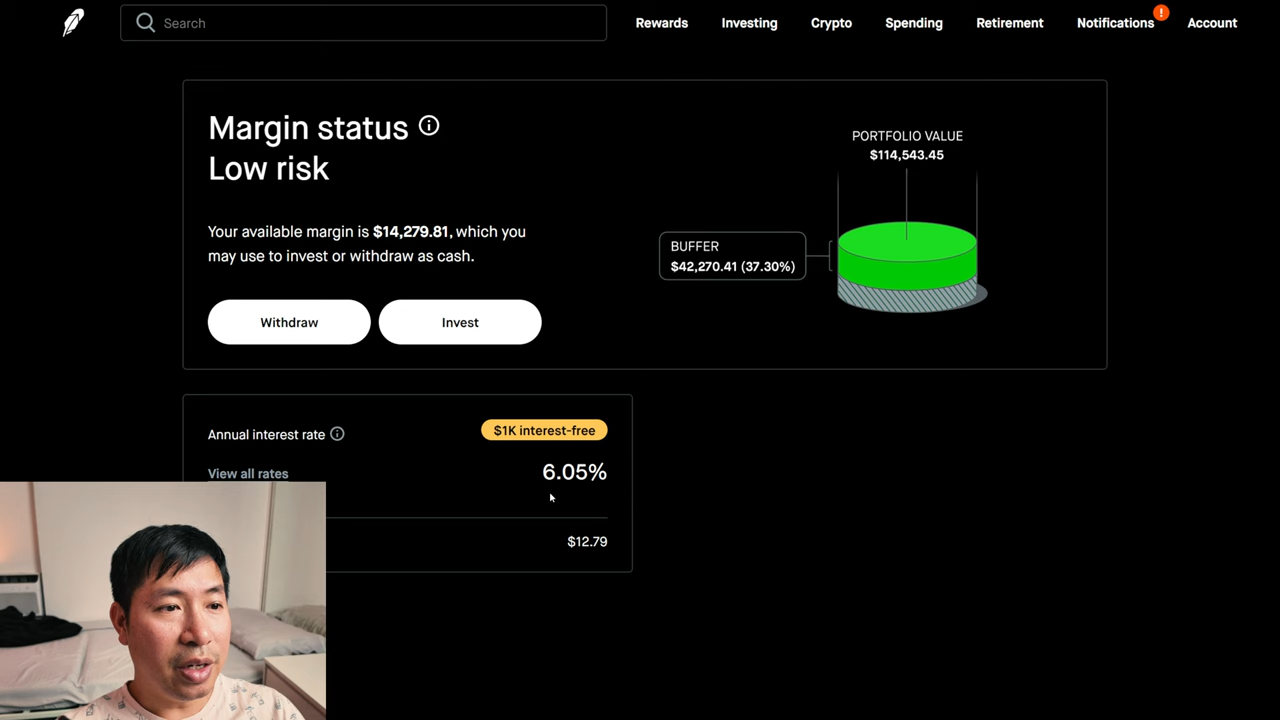 Search
Rewards
Investing
Crypto
Spending
Retirement
Notifications
!
Account
Margin status
Low risk
Your available margin is $14,279.81, which you
may use to invest or withdraw as cash.
Withdraw
Invest
PORTFOLIO VALUE
$114,543.45
BUFFER
$42,270.41 (37.30%)
Annual interest rate
$1K interest-free
View all rates
6.05%
$12.79